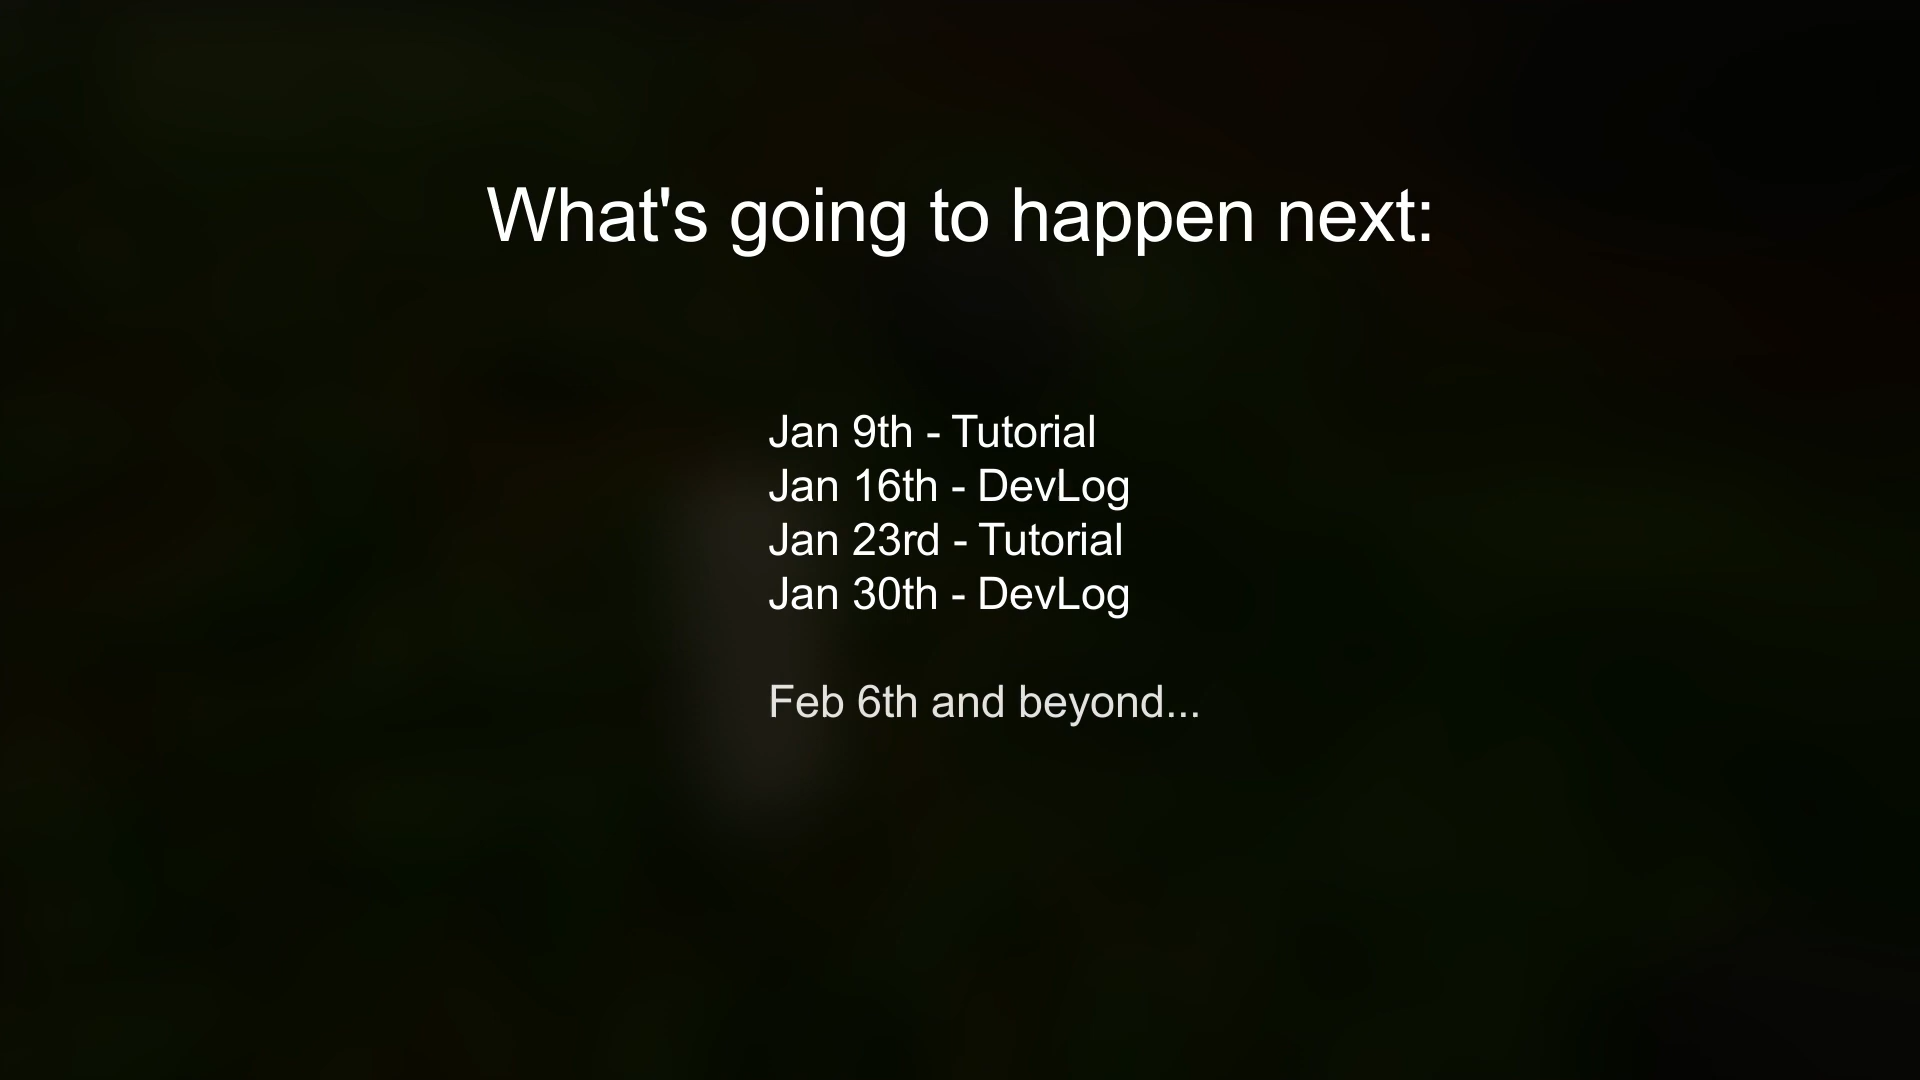 What's going to happen next:
Jan 9th - Tutorial
Jan 16th - DevLog
Jan 23rd - Tutorial
Jan 30th - DevLog
Feb 6th and beyond...